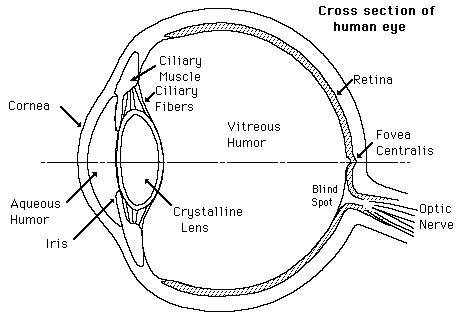 Cross section of
human eye
Ciliary
Muscle
Ciliary
Fibers
Retina
Cornea
Vitreous
Humor
Fovea
Centralis
Blind
Spot
Aqueous
Humor
Iris
Crystalline
Lens
Optic
Nerve